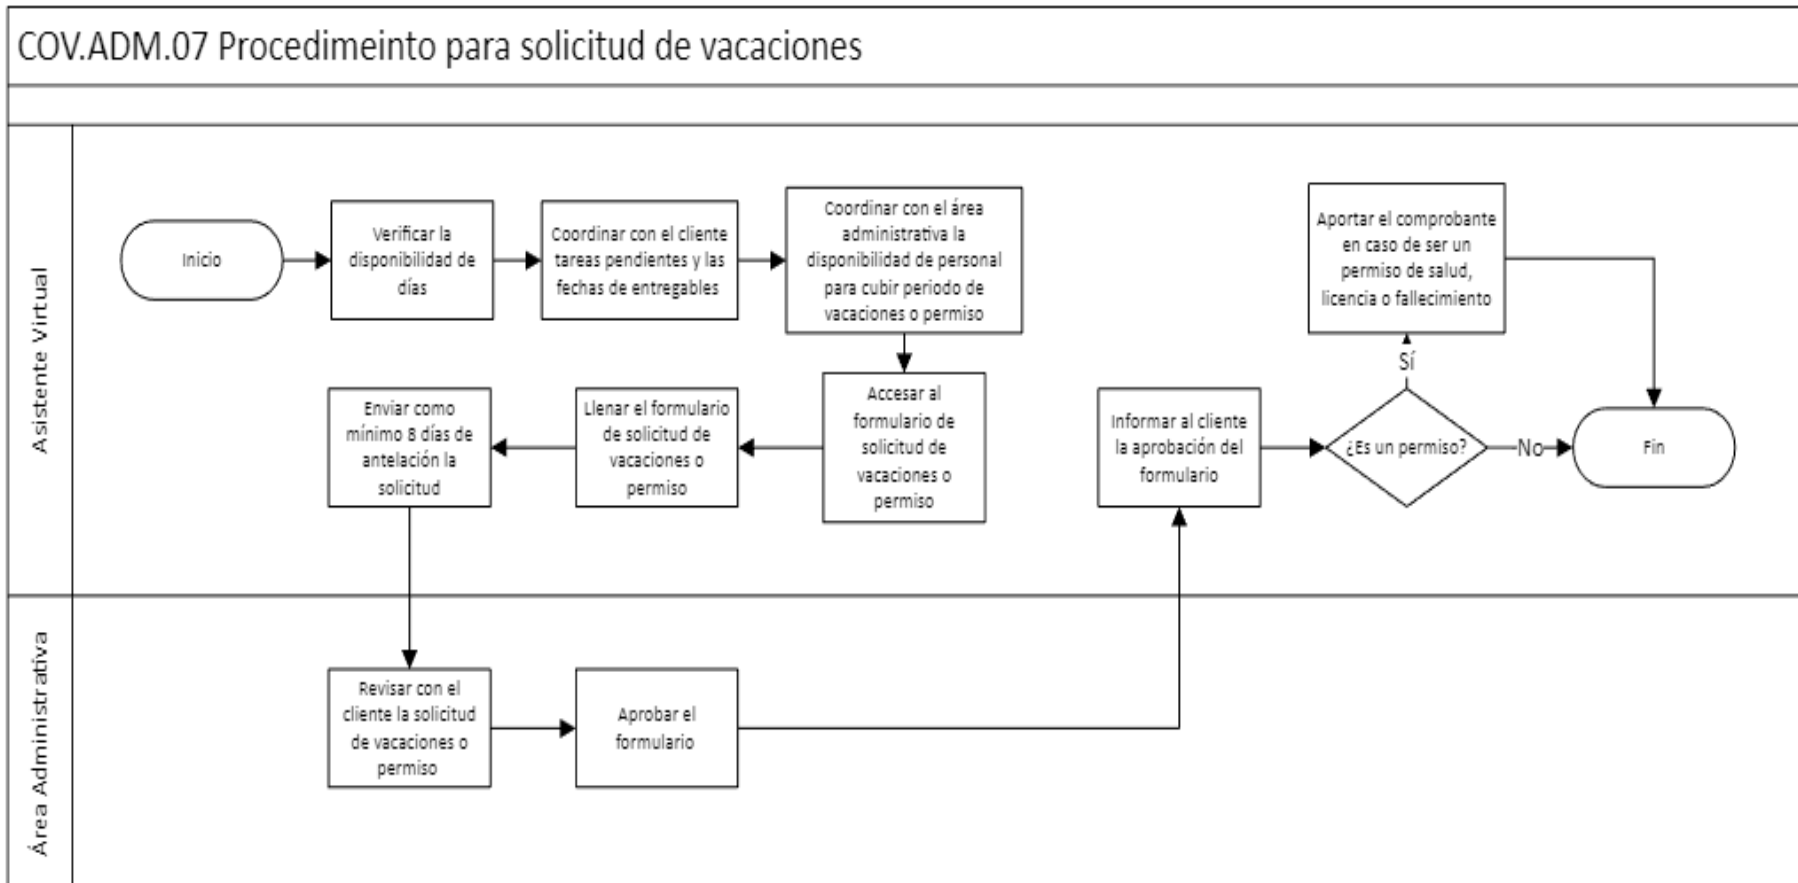 COV.ADM.07 Procedimeinto para solicitud de vacaciones
Asistente Virtual
Inicio
Verificar la
disponibilidad de
días
Coordinar con el cliente
tareas pendientes y las
fechas de entregables
Coordinar con el área
administrativa la
disponibilidad de personal
para cubrir periodo de
vacaciones o permiso
Accesar al
formulario de
solicitud de
vacaciones o
permiso
Llenar el formulario
de solicitud de
vacaciones o
permiso
Enviar como
mínimo 8 días de
antelación la
solicitud
Área Administrativa
Revisar con el
cliente la solicitud
de vacaciones o
permiso
Aprobar el
formulario
Informar al cliente
la aprobación del
formulario
¿Es un permiso?
Sí
Aportar el comprobante
en caso de ser un
permiso de salud,
licencia o fallecimiento
No
Fin